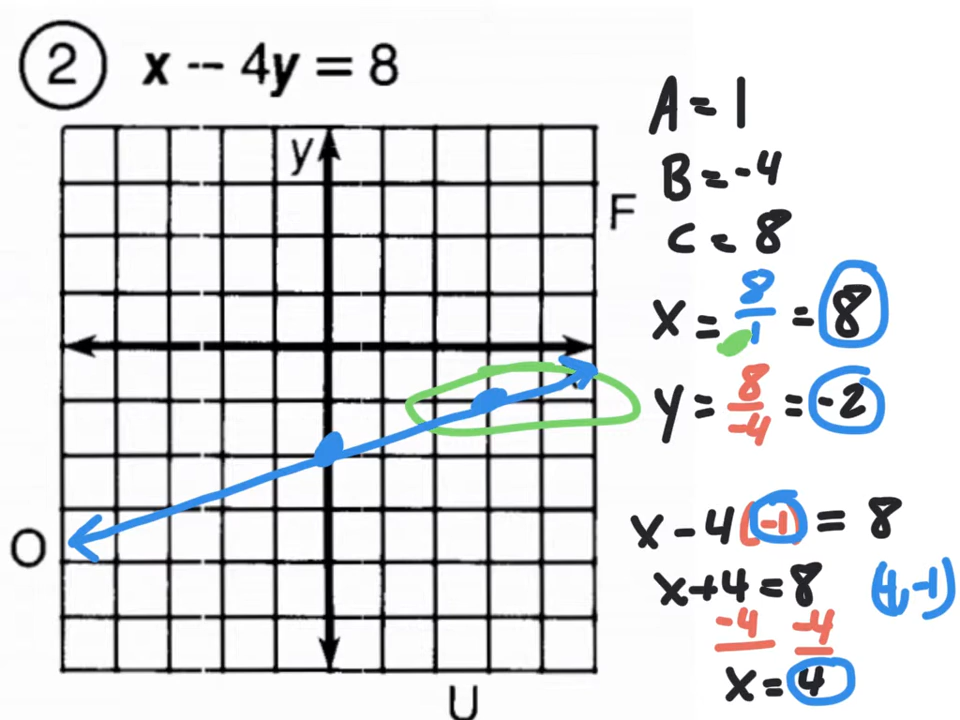 ② x -- 4y = 8
y
F
O
U
A = 1
B = -4
C = 8
x = 8/1 = 8
y = 8/-4 = -2
x - 4(-1) = 8
x + 4 = 8
-4 -4
x = 4
(4, -1)